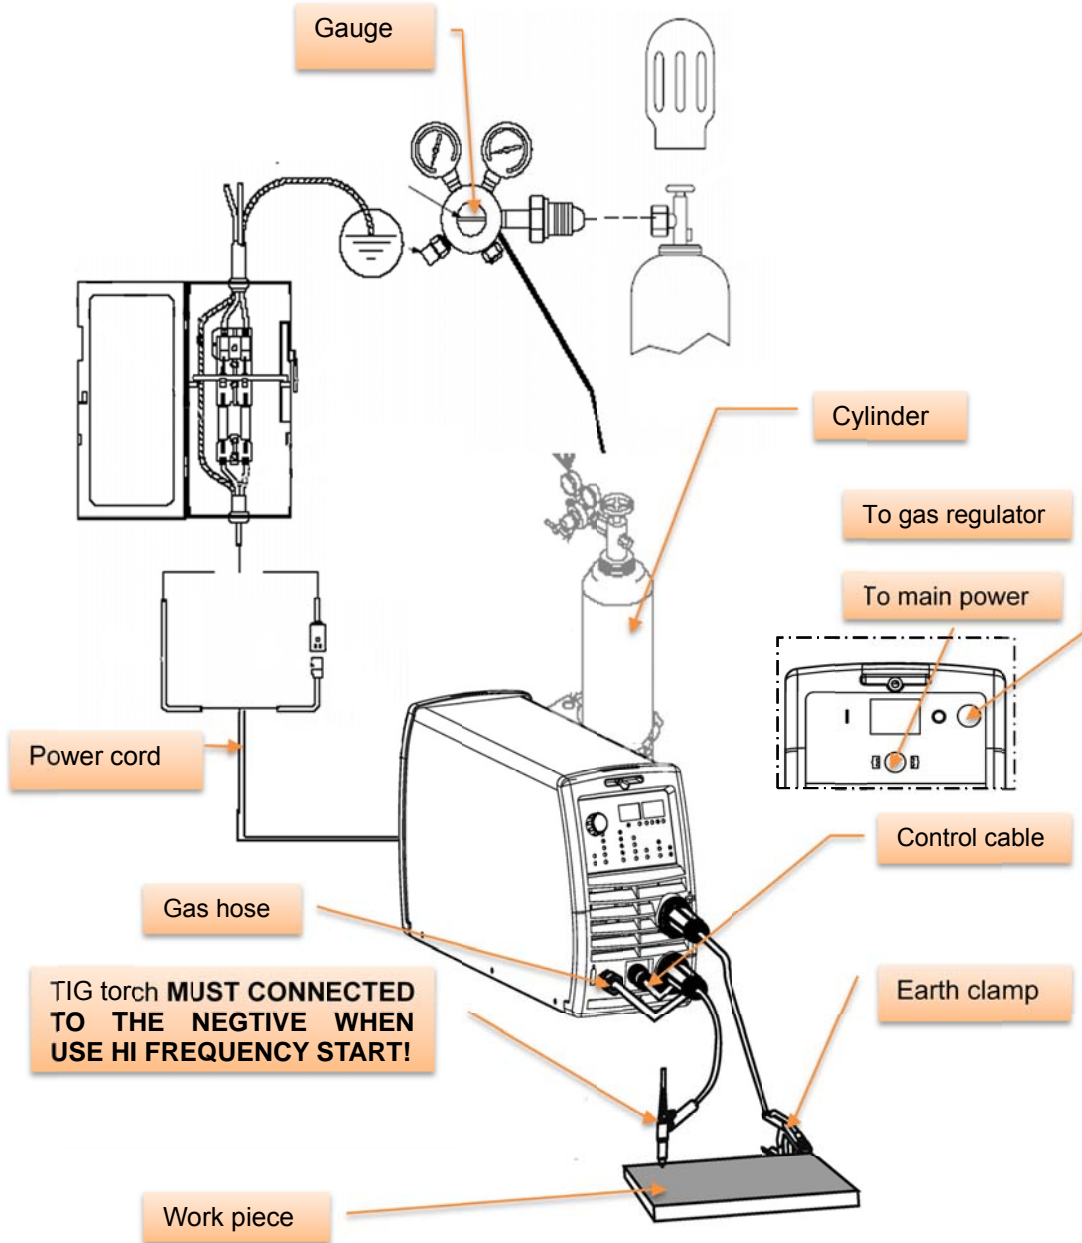 Gauge
Cylinder
To gas regulator
To main power
Power cord
Control cable
Gas hose
TIG torch MUST CONNECTED
TO THE NEGTIVE WHEN
USE HI FREQUENCY START!
Earth clamp
Work piece